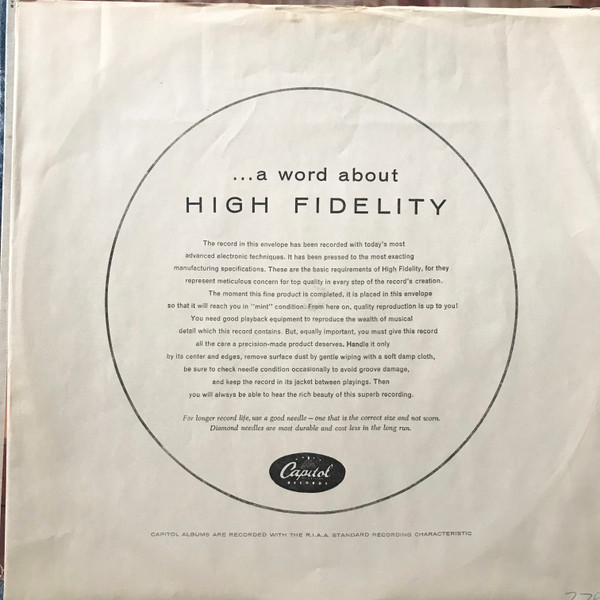 ...a word about
HIGH FIDELITY
The record in this envelope has been recorded with today's most
advanced electronic techniques. It has been pressed to the most exacting
manufacturing specifications. These are the basic requirements of High Fidelity, for they
represent meticulous concern for top quality in every step of the record's creation.
The moment this fine product is completed, it is placed in this envelope
so that it will reach you in "mint" condition. From here on, quality reproduction is up to you!
You need good playback equipment to reproduce the wealth of musical
detail which this record contains. But, equally important, you must give this record
all the care a precision-made product deserves. Handle it only
by its center and edges, remove surface dust by gentle wiping with a soft damp cloth,
be sure to check needle condition occasionally to avoid groove damage,
and keep the record in its jacket between playings. Then
you will always be able to hear the rich beauty of this superb recording.
For longer record life, use a good needle — one that is the correct size and not worn.
Diamond needles are most durable and cost less in the long run.
Capitol
RECORDS
CAPITOL ALBUMS ARE RECORDED WITH THE R.I.A.A. STANDARD RECORDING CHARACTERISTIC